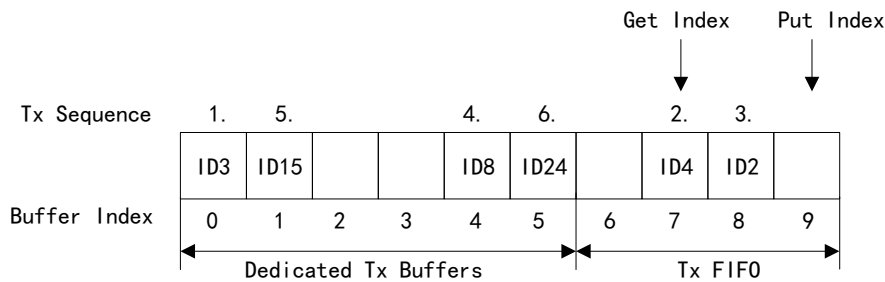 Get Index Put Index
Tx Sequence 1. 5. 4. 6. 2. 3.
ID3 ID15 ID8 ID24 ID4 ID2
Buffer Index 0 1 2 3 4 5 6 7 8 9
Dedicated Tx Buffers Tx FIFO